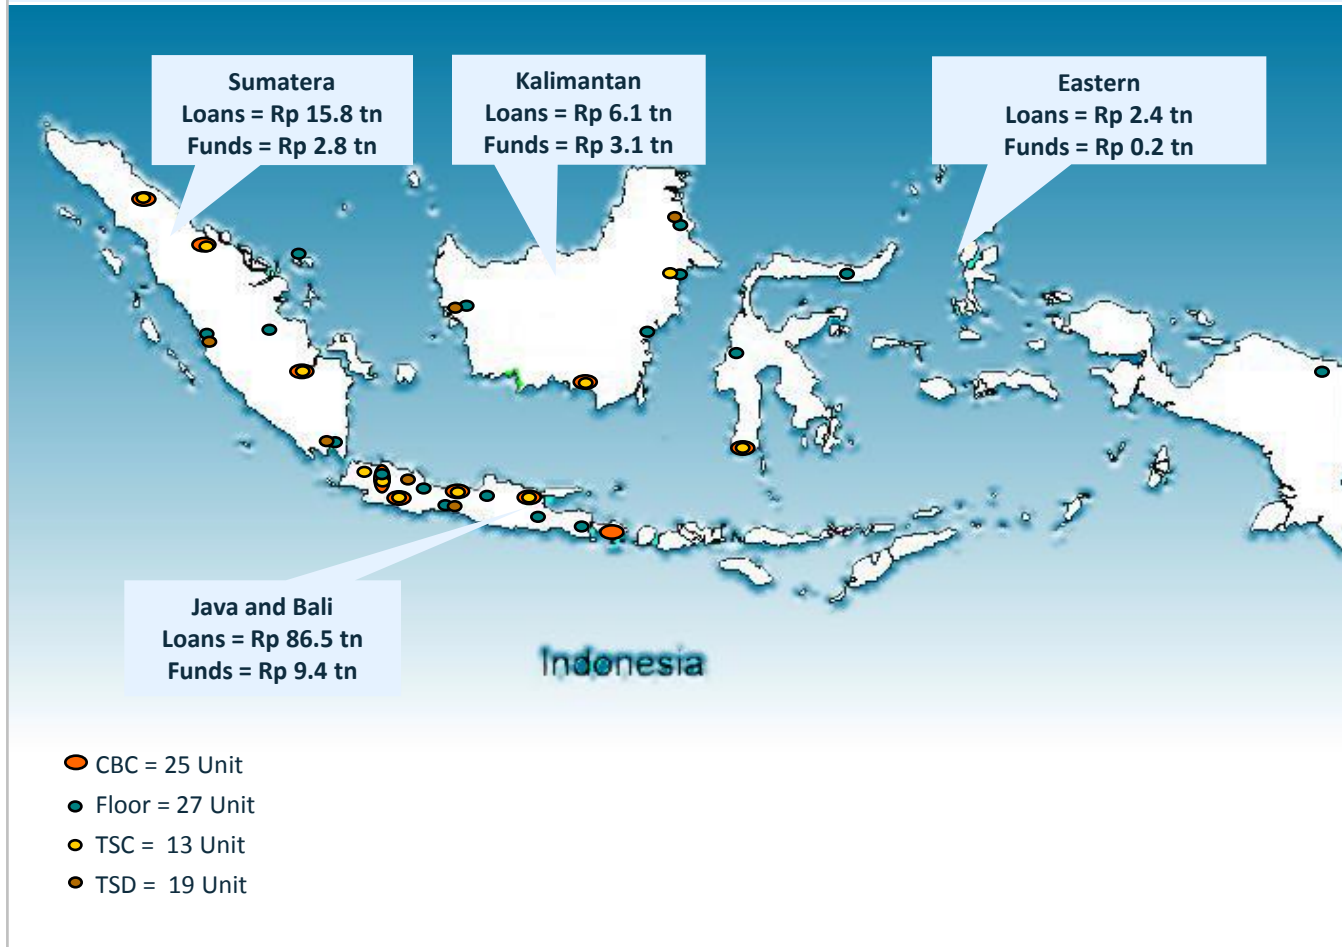 Sumatera
Loans = Rp 15.8 tn
Funds = Rp 2.8 tn
Kalimantan
Loans = Rp 6.1 tn
Funds = Rp 3.1 tn
Eastern
Loans = Rp 2.4 tn
Funds = Rp 0.2 tn
Java and Bali
Loans = Rp 86.5 tn
Funds = Rp 9.4 tn
Indonesia
CBC = 25 Unit
Floor = 27 Unit
TSC = 13 Unit
TSD = 19 Unit